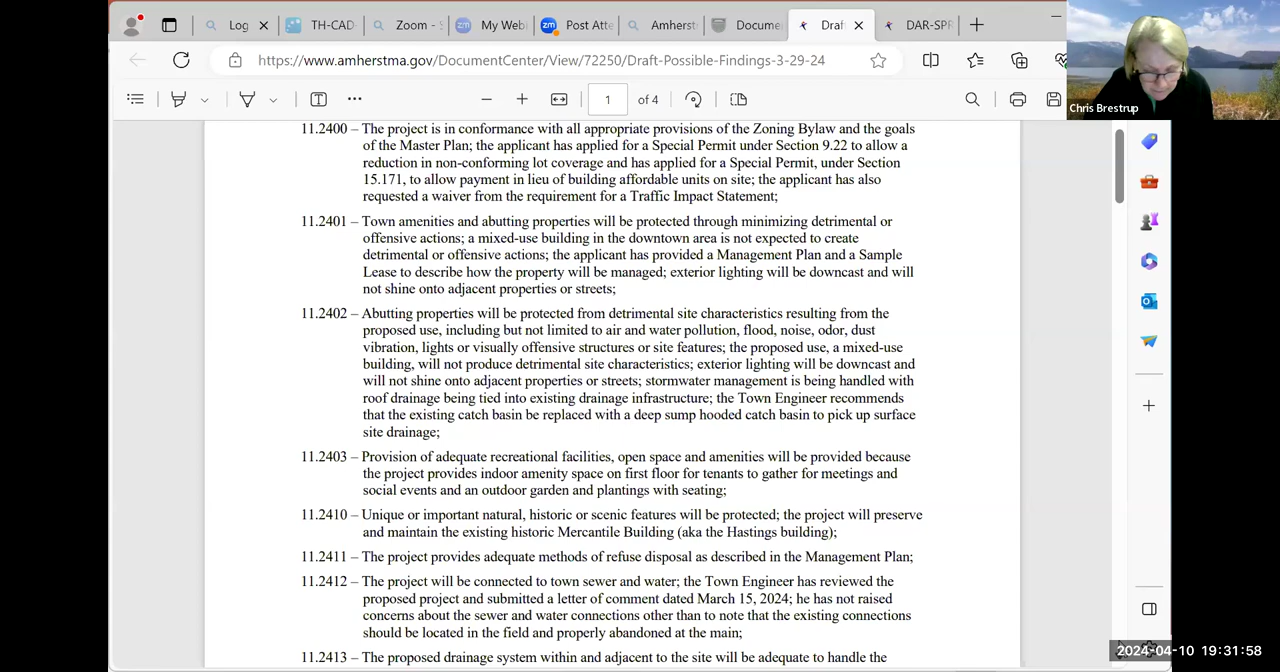 Log
TH-CAD-
Zoom - S
My Webi
Post Atte
Amherst
Docume
Draf
DAR-SPR
https://www.amherstma.gov/DocumentCenter/View/72250/Draft-Possible-Findings-3-29-24
1 of 4
Chris Brestrup
11.2400 – The project is in conformance with all appropriate provisions of the Zoning Bylaw and the goals
of the Master Plan; the applicant has applied for a Special Permit under Section 9.22 to allow a
reduction in non-conforming lot coverage and has applied for a Special Permit, under Section
15.171, to allow payment in lieu of building affordable units on site; the applicant has also
requested a waiver from the requirement for a Traffic Impact Statement;
11.2401 – Town amenities and abutting properties will be protected through minimizing detrimental or
offensive actions; a mixed-use building in the downtown area is not expected to create
detrimental or offensive actions; the applicant has provided a Management Plan and a Sample
Lease to describe how the property will be managed; exterior lighting will be downcast and will
not shine onto adjacent properties or streets;
11.2402 – Abutting properties will be protected from detrimental site characteristics resulting from the
proposed use, including but not limited to air and water pollution, flood, noise, odor, dust
vibration, lights or visually offensive structures or site features; the proposed use, a mixed-use
building, will not produce detrimental site characteristics; exterior lighting will be downcast and
will not shine onto adjacent properties or streets; stormwater management is being handled with
roof drainage being tied into existing drainage infrastructure; the Town Engineer recommends
that the existing catch basin be replaced with a deep sump hooded catch basin to pick up surface
site drainage;
11.2403 – Provision of adequate recreational facilities, open space and amenities will be provided because
the project provides indoor amenity space on first floor for tenants to gather for meetings and
social events and an outdoor garden and plantings with seating;
11.2410 – Unique or important natural, historic or scenic features will be protected; the project will preserve
and maintain the existing historic Mercantile Building (aka the Hastings building);
11.2411 – The project provides adequate methods of refuse disposal as described in the Management Plan;
11.2412 – The project will be connected to town sewer and water; the Town Engineer has reviewed the
proposed project and submitted a letter of comment dated March 15, 2024; he has not raised
concerns about the sewer and water connections other than to note that the existing connections
should be located in the field and properly abandoned at the main;
11.2413 – The proposed drainage system within and adjacent to the site will be adequate to handle the
2024-04-10 19:31:58